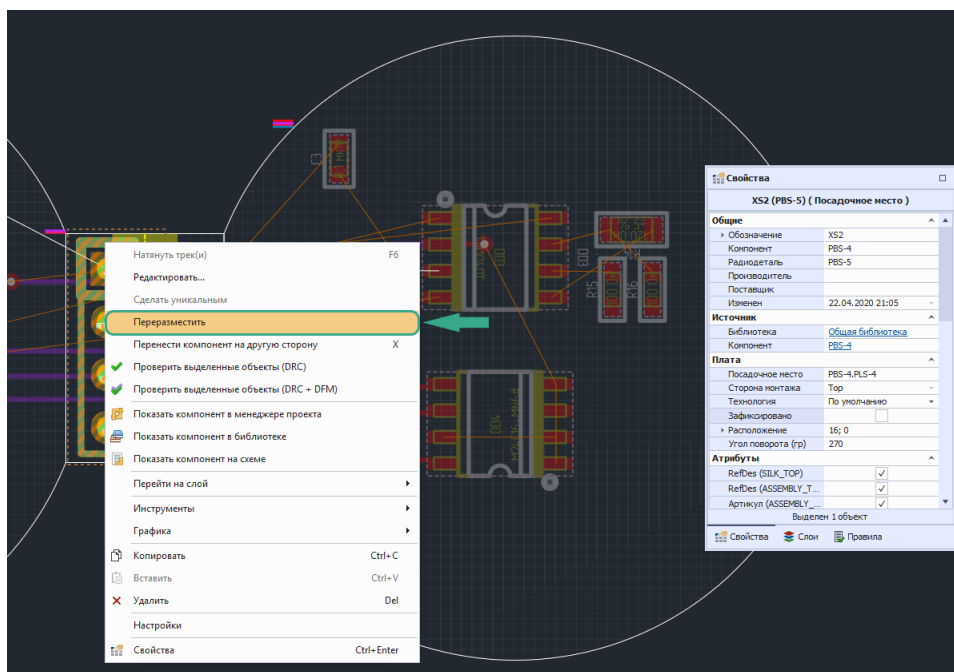 Натянуть трек(и) F6
Редактировать...
Сделать уникальным
Переразместить
Перенести компонент на другую сторону X
Проверить выделенные объекты (DRC)
Проверить выделенные объекты (DRC + DFM)
Показать компонент в менеджере проекта
Показать компонент в библиотеке
Показать компонент на схеме
Перейти на слой
Инструменты
Графика
Копировать Ctrl+C
Вставить Ctrl+V
Удалить Del
Настройки
Свойства Ctrl+Enter
C3
DD3
R15
R16
DD4
Свойства
XS2 (PBS-5) ( Посадочное место )
Общие
Обозначение XS2
Компонент PBS-4
Радиодеталь PBS-5
Производитель
Поставщик
Изменен 22.04.2020 21:05
Источник
Библиотека Общая библиотека
Компонент PBS-4
Плата
Посадочное место PBS-4.PLS-4
Сторона монтажа Top
Технология По умолчанию
Зафиксировано
Расположение 16; 0
Угол поворота (гр) 270
Атрибуты
RefDes (SILK_TOP)
RefDes (ASSEMBLY_T...
Артикул (ASSEMBLY_...
Выделен 1 объект
Свойства Слои Правила